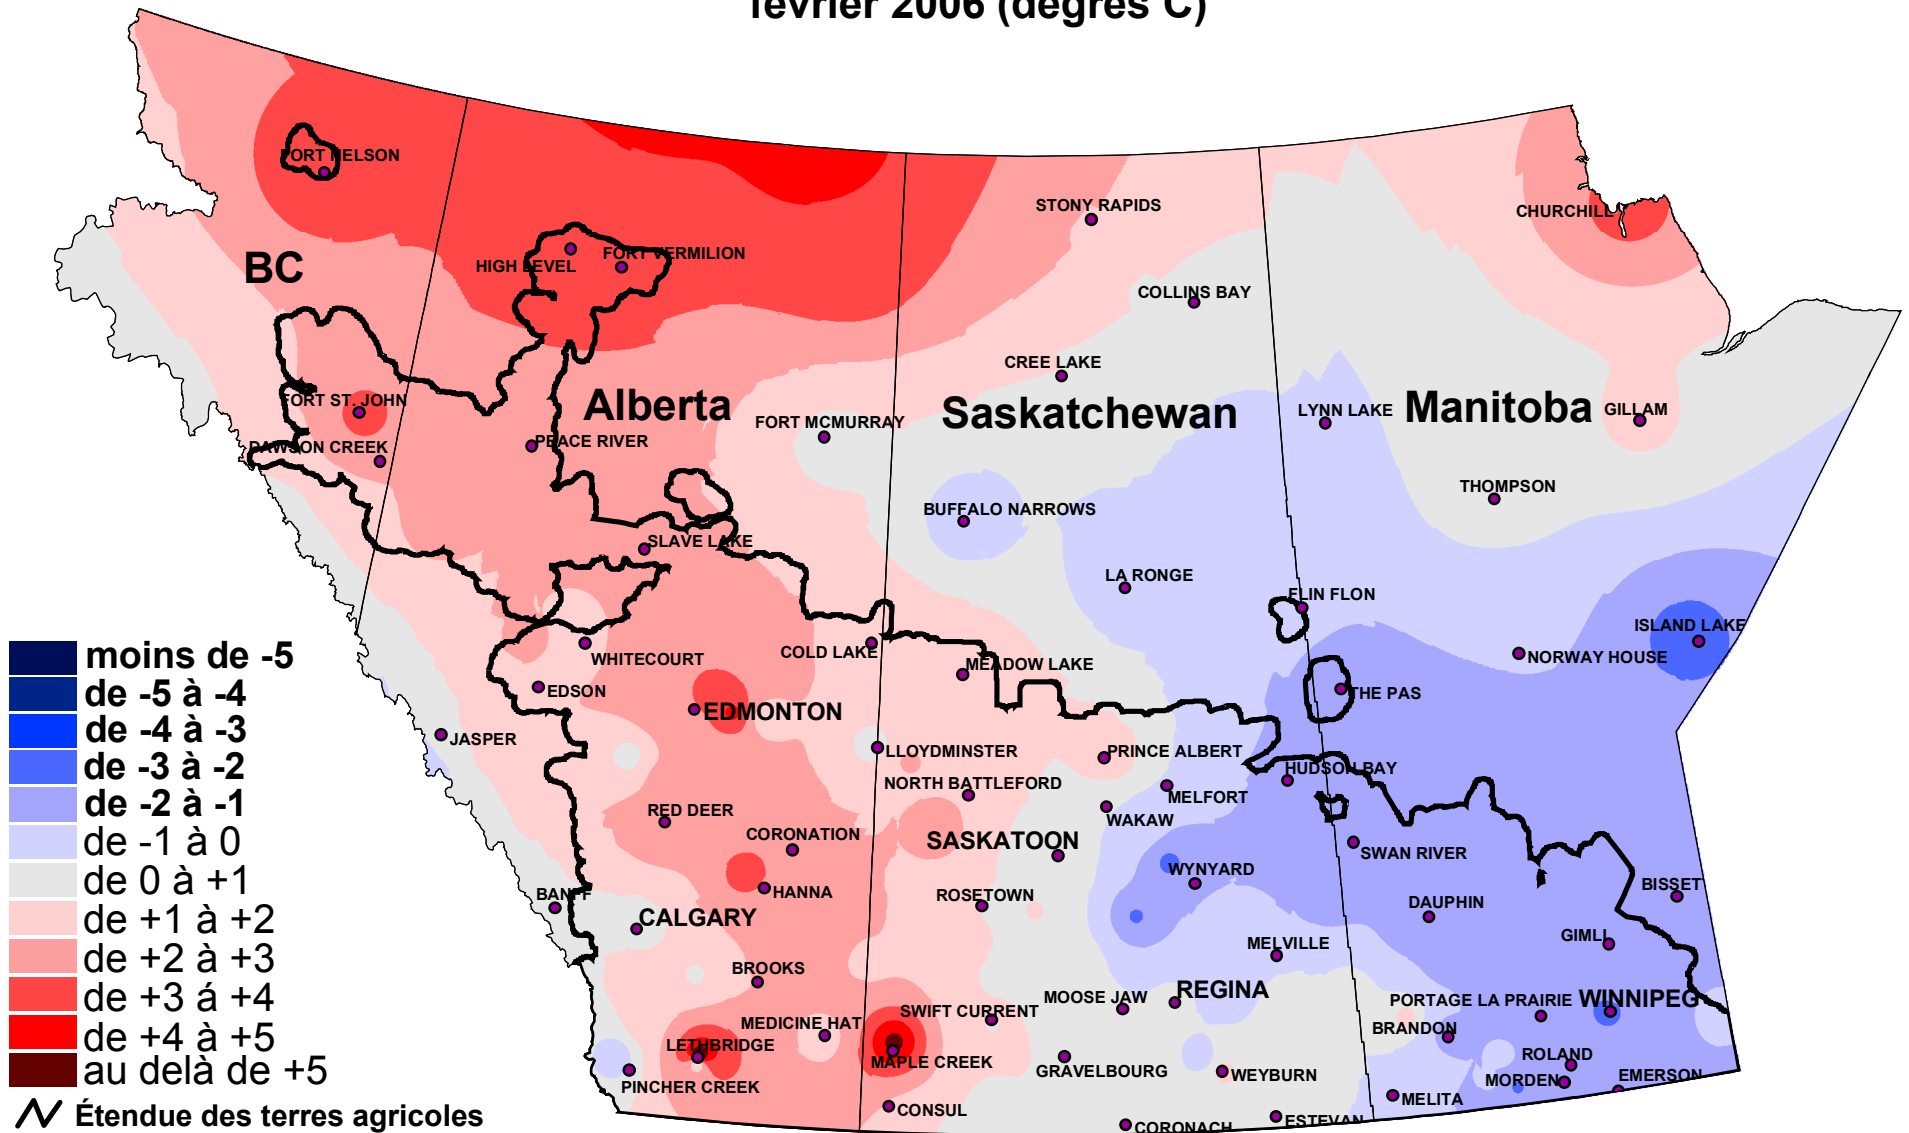 février 2006 (degrés C)
FORT NELSON
BC
HIGH LEVEL
FORT VERMILION
STONY RAPIDS
CHURCHILL
COLLINS BAY
CREE LAKE
FORT ST. JOHN
DAWSON CREEK
PEACE RIVER
Alberta
FORT MCMURRAY
Saskatchewan
LYNN LAKE
Manitoba
GILLAM
THOMPSON
BUFFALO NARROWS
SLAVE LAKE
LA RONGE
FLIN FLON
ISLAND LAKE
NORWAY HOUSE
WHITECOURT
COLD LAKE
MEADOW LAKE
THE PAS
EDSON
EDMONTON
JASPER
LLOYDMINSTER
PRINCE ALBERT
HUDSON BAY
NORTH BATTLEFORD
MELFORT
RED DEER
WAKAW
CORONATION
SASKATOON
SWAN RIVER
WYNYARD
HANNA
BANFF
ROSETOWN
BISSET
DAUPHIN
CALGARY
GIMLI
MELVILLE
BROOKS
MOOSE JAW
REGINA
PORTAGE LA PRAIRIE
WINNIPEG
SWIFT CURRENT
MEDICINE HAT
BRANDON
LETHBRIDGE
MAPLE CREEK
GRAVELBOURG
WEYBURN
ROLAND
MORDEN
EMERSON
PINCHER CREEK
CONSUL
MELITA
CORONACH
ESTEVAN
moins de -5
de -5 à -4
de -4 à -3
de -3 à -2
de -2 à -1
de -1 à 0
de 0 à +1
de +1 à +2
de +2 à +3
de +3 á +4
de +4 à +5
au delà de +5
Étendue des terres agricoles